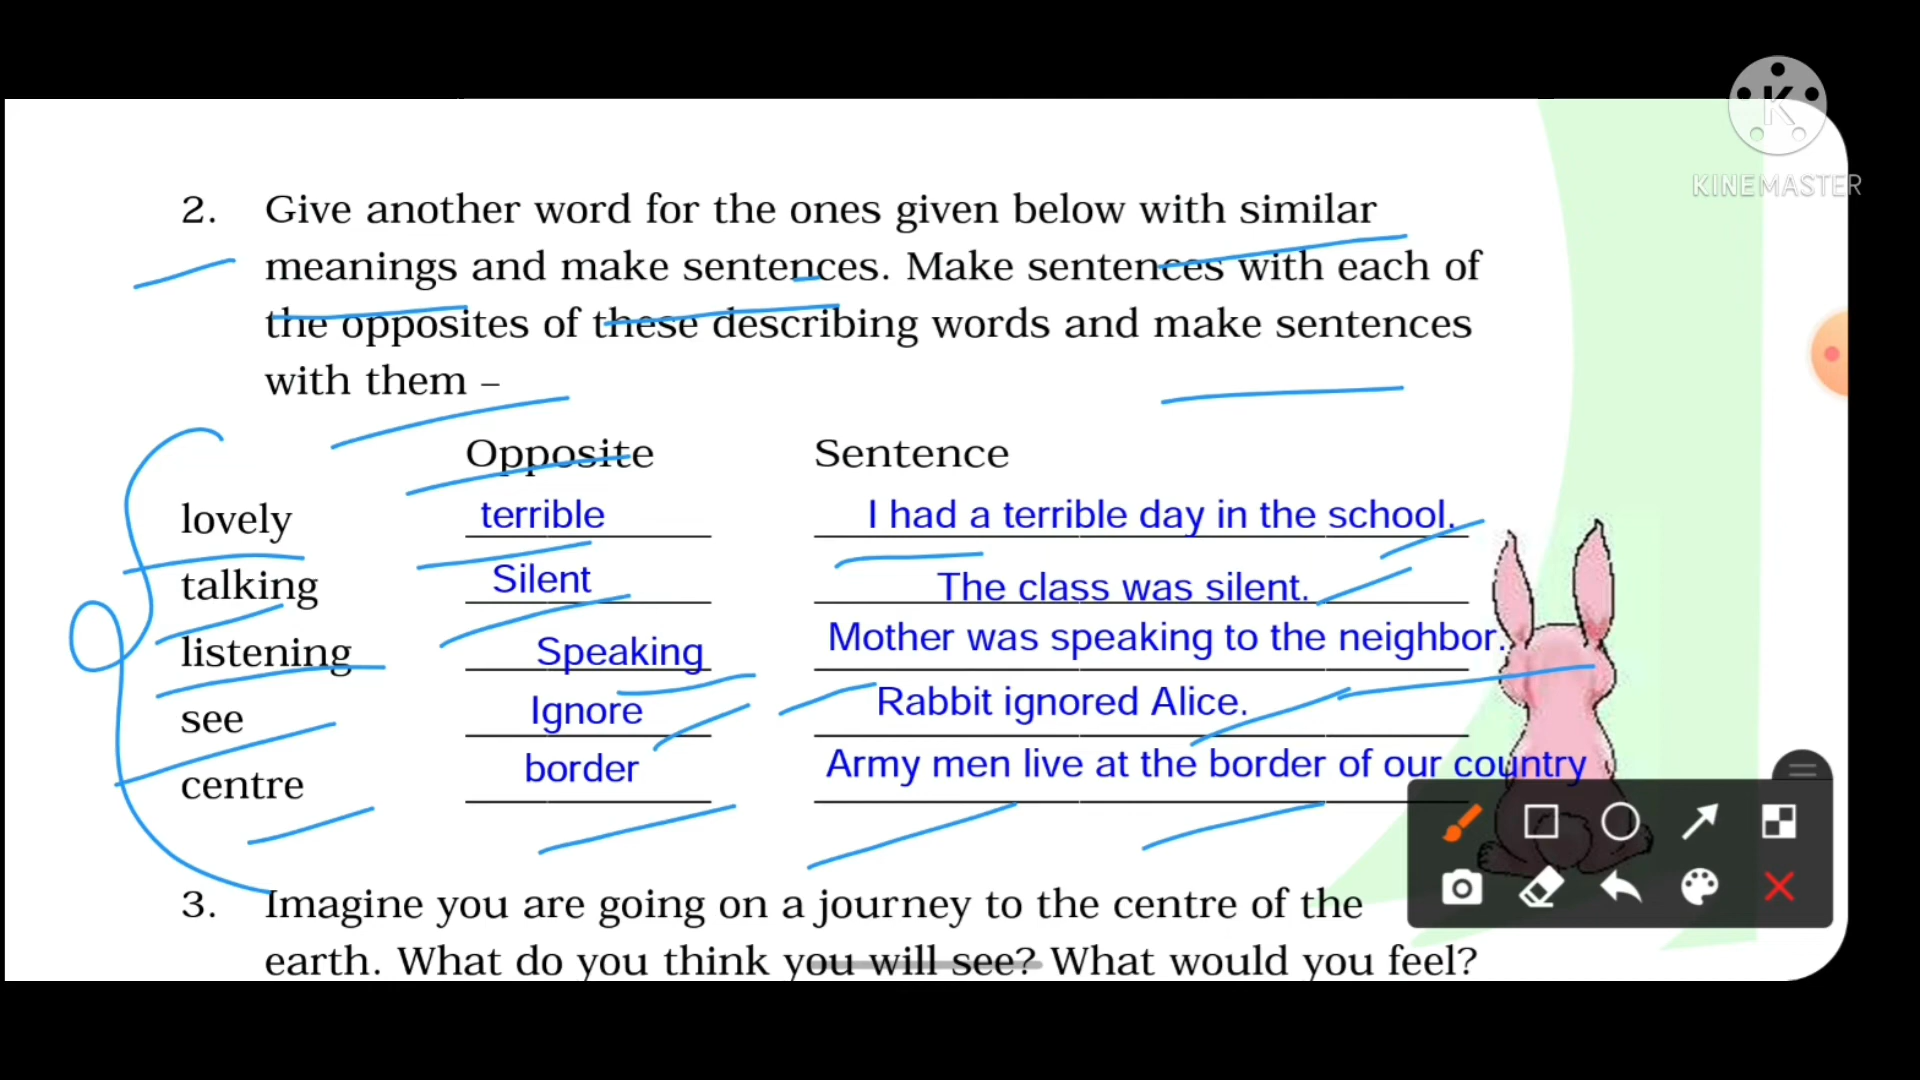 K
KINEMASTER
2. Give another word for the ones given below with similar
meanings and make sentences. Make sentences with each of
the opposites of these describing words and make sentences
with them –
Opposite Sentence
lovely terrible I had a terrible day in the school.
talking Silent The class was silent.
listening Speaking Mother was speaking to the neighbor.
see Ignore Rabbit ignored Alice.
centre border Army men live at the border of our country
3. Imagine you are going on a journey to the centre of the
earth. What do you think you will see? What would you feel?